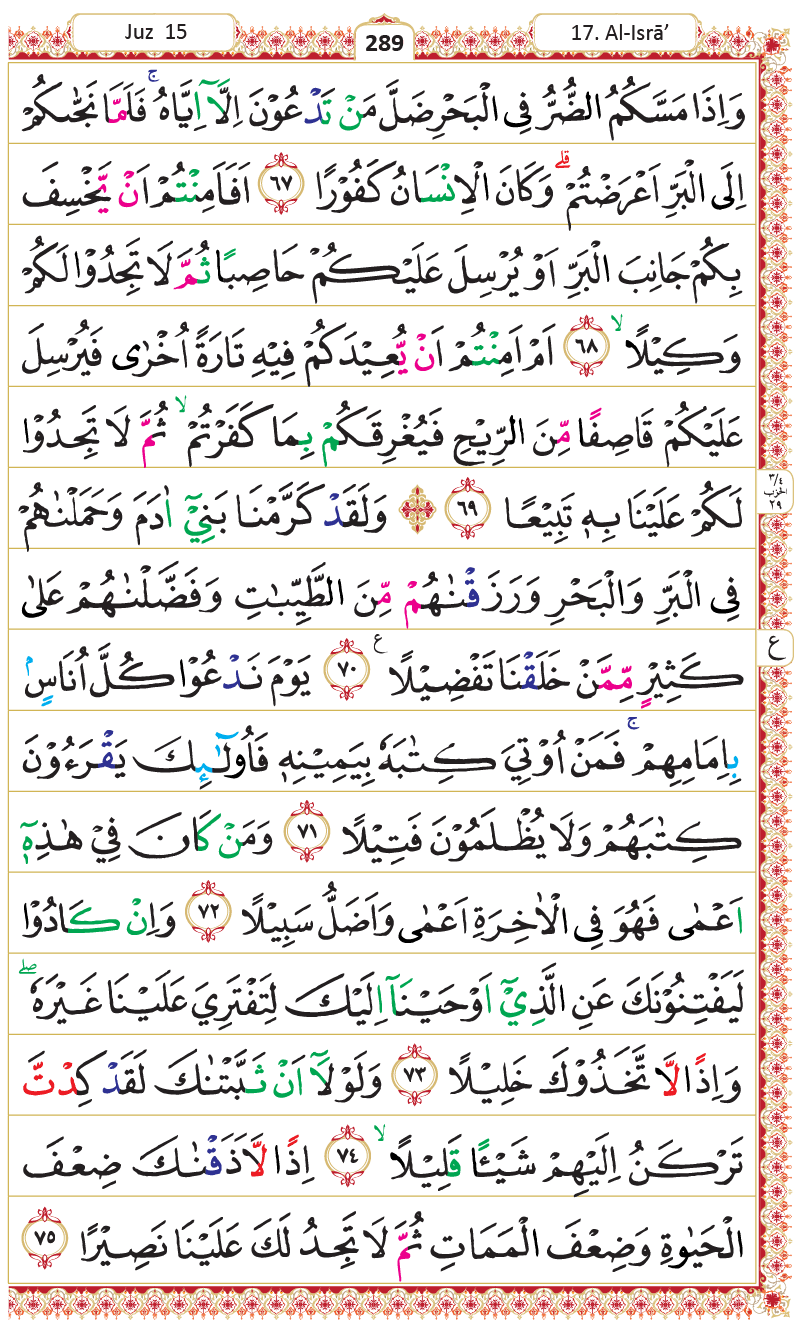 Juz 15
289
17. Al-Isrā’
وَاِذَا مَسَّكُمُ الضُّرُّ فِي الْبَحْرِ ضَلَّ مَنْ تَدْعُوْنَ اِلَّاۤ اِيَّاهُ ۚ فَلَمَّا نَجّٰىكُمْ
اِلَى الْبَرِّ اَعْرَضْتُمْ ؕ وَكَانَ الْاِنْسَانُ كَفُوْرًا ٦٧ اَفَاَمِنْتُمْ اَنْ يَّخْسِفَ
بِكُمْ جَانِبَ الْبَرِّ اَوْ يُرْسِلَ عَلَيْكُمْ حَاصِبًا ثُمَّ لَا تَجِدُوْا لَكُمْ
وَكِيْلًا ۙ ٦٨ اَمْ اَمِنْتُمْ اَنْ يُّعِيْدَكُمْ فِيْهِ تَارَةً اُخْرٰى فَيُرْسِلَ
عَلَيْكُمْ قَاصِفًا مِّنَ الرِّيْحِ فَيُغْرِقَكُمْ بِمَا كَفَرْتُمْ ۙ ثُمَّ لَا تَجِدُوْا
لَكُمْ عَلَيْنَا بِهٖ تَبِيْعًا ٦٩ وَلَقَدْ كَرَّمْنَا بَنِيْۤ اٰدَمَ وَحَمَلْنٰهُمْ
٣/٤ الحزب ٢٩
فِي الْبَرِّ وَالْبَحْرِ وَرَزَقْنٰهُمْ مِّنَ الطَّيِّبٰتِ وَفَضَّلْنٰهُمْ عَلٰى
ع
كَثِيْرٍ مِّمَّنْ خَلَقْنَا تَفْضِيْلًا ع ٧٠ يَوْمَ نَدْعُوْا كُلَّ اُنَاسٍۭ
بِاِمَامِهِمْ ۚ فَمَنْ اُوْتِيَ كِتٰبَهٗ بِيَمِيْنِهٖ فَاُولٰٓئِكَ يَقْرَءُوْنَ
كِتٰبَهُمْ وَلَا يُظْلَمُوْنَ فَتِيْلًا ٧١ وَمَنْ كَانَ فِيْ هٰذِهٖۤ
اَعْمٰى فَهُوَ فِي الْاٰخِرَةِ اَعْمٰى وَاَضَلُّ سَبِيْلًا ٧٢ وَاِنْ كَادُوْا
لَيَفْتِنُوْنَكَ عَنِ الَّذِيْۤ اَوْحَيْنَاۤ اِلَيْكَ لِتَفْتَرِيَ عَلَيْنَا غَيْرَهٗ ۖ
وَاِذًا لَّا تَّخَذُوْكَ خَلِيْلًا ٧٣ وَلَوْلَاۤ اَنْ ثَبَّتْنٰكَ لَقَدْ كِدْتَّ
تَرْكَنُ اِلَيْهِمْ شَيْـًٔا قَلِيْلًا ۙ ٧٤ اِذًا لَّاَذَقْنٰكَ ضِعْفَ
الْحَيٰوةِ وَضِعْفَ الْمَمَاتِ ثُمَّ لَا تَجِدُ لَكَ عَلَيْنَا نَصِيْرًا ٧٥